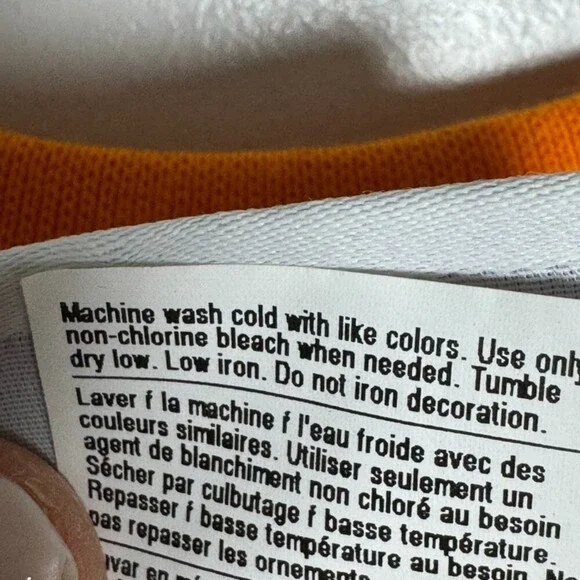 Machine wash cold with like colors. Use only
non-chlorine bleach when needed. Tumble
dry low. Low iron. Do not iron decoration.
Laver ŕ la machine ŕ l'eau froide avec des
couleurs similaires. Utiliser seulement un
agent de blanchiment non chloré au besoin
Sécher par culbutage ŕ basse température.
Repasser ŕ basse température au besoin. N
pas repasser les ornements
avar en